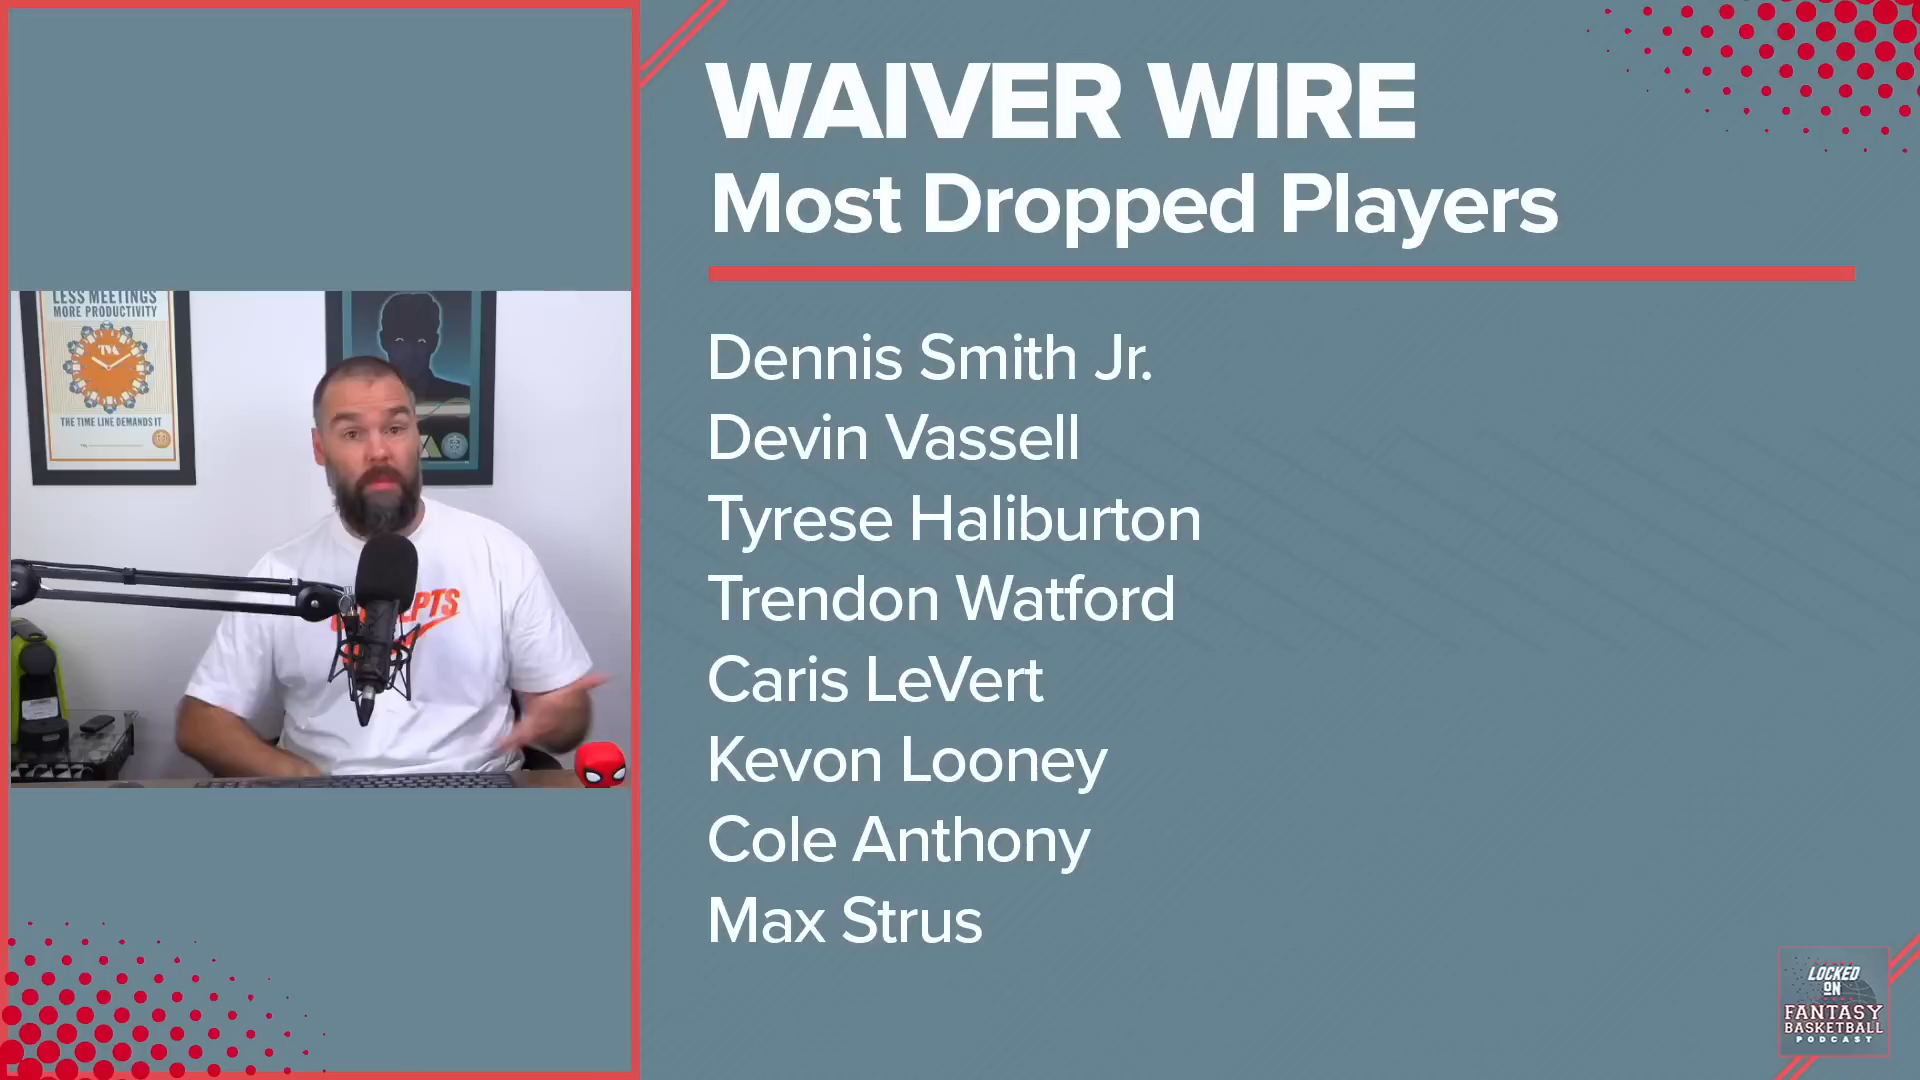 WAIVER WIRE
Most Dropped Players
Dennis Smith Jr.
Devin Vassell
Tyrese Haliburton
Trendon Watford
Caris LeVert
Kevon Looney
Cole Anthony
Max Strus
LESS MEETINGS
MORE PRODUCTIVITY
TVA
THE TIME LINE DEMANDS IT
LOCKED
ON
FANTASY
BASKETBALL
PODCAST